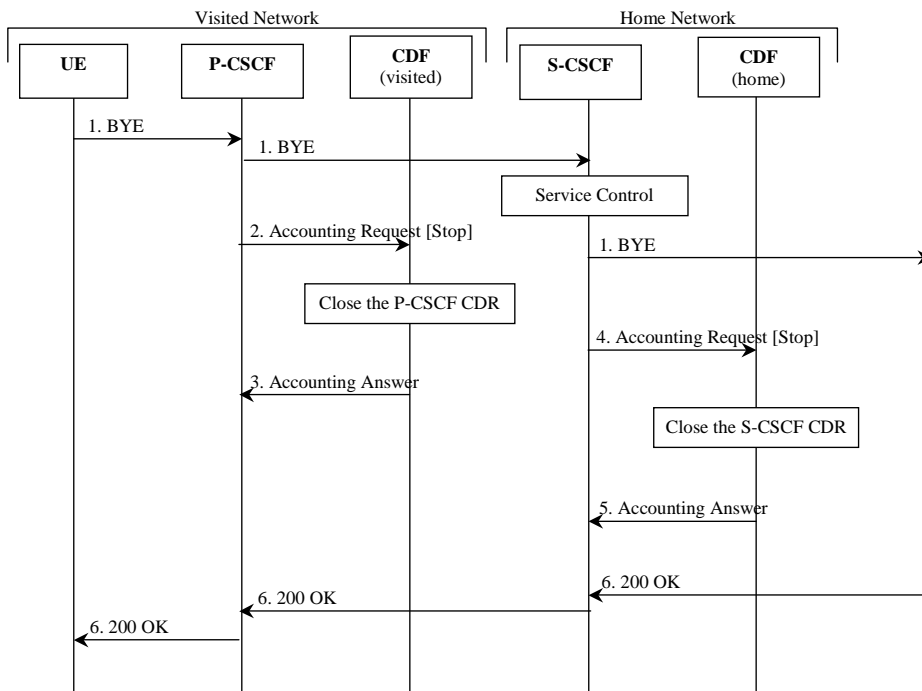 Visited Network
Home Network
UE
P-CSCF
CDF
(visited)
S-CSCF
CDF
(home)
1. BYE
1. BYE
Service Control
2. Accounting Request [Stop]
1. BYE
Close the P-CSCF CDR
4. Accounting Request [Stop]
3. Accounting Answer
Close the S-CSCF CDR
5. Accounting Answer
6. 200 OK
6. 200 OK
6. 200 OK